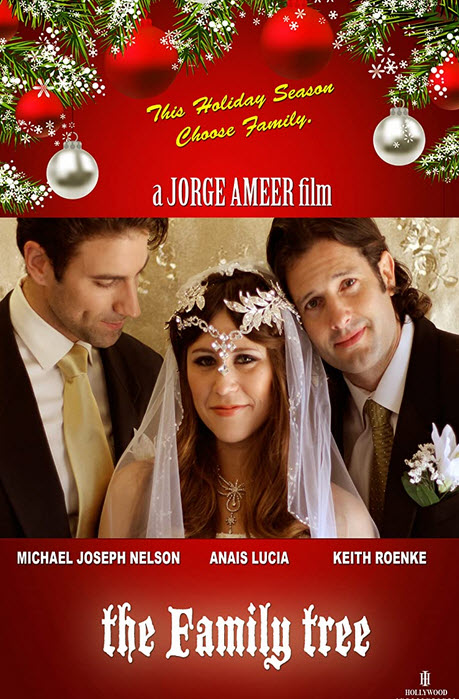 This Holiday Season
Choose Family.
a JORGE AMEER film
MICHAEL JOSEPH NELSON ANAIS LUCIA KEITH ROENKE
the Family tree
HOLLYWOOD